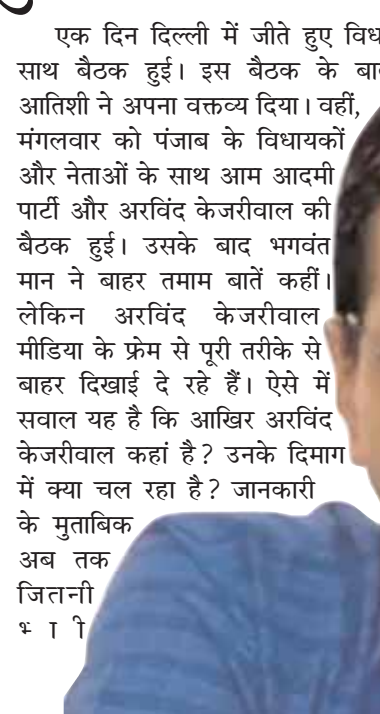 एक दिन दिल्ली में जीते हुए
साथ बैठक हुई। इस बैठक के
आतिशी ने अपना वक्तव्य दिया। वहीं,
मंगलवार को पंजाब के विधायकों
और नेताओं के साथ आम आदमी
पार्टी और अरविंद केजरीवाल की
बैठक हुई। उसके बाद भगवंत
मान ने बाहर तमाम बातें कहीं।
लेकिन अरविंद केजरीवाल
मीडिया के फ्रेम से पूरी तरीके से
बाहर दिखाई दे रहे हैं। ऐसे में
सवाल यह है कि आखिर अरविंद
केजरीवाल कहां है? उनके दिमाग
में क्या चल रहा है? जानकारी
के मुताबिक
अब तक
जितनी
भी